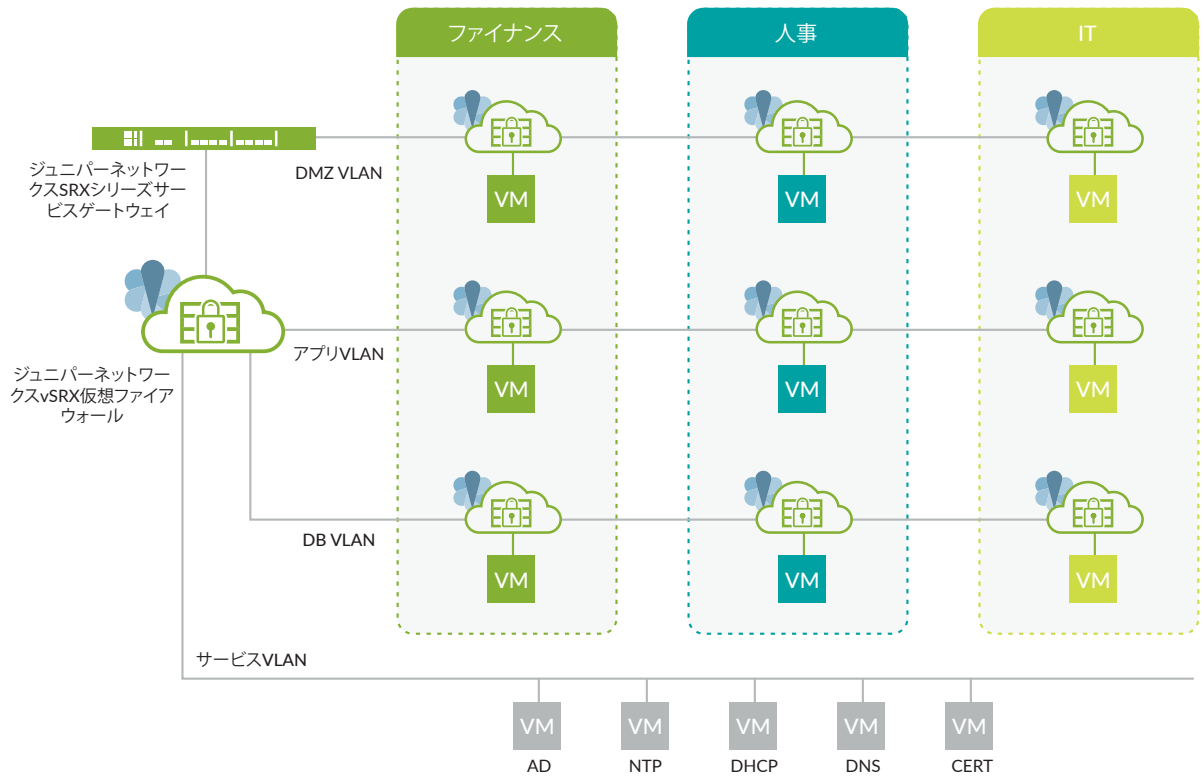 ファイナンス
人事
IT
ジュニパーネットワー
クスSRXシリーズサー
ビスゲートウェイ
DMZ VLAN
VM
VM
VM
ジュニパーネットワー
クスvSRX仮想ファイア
ウォール
アプリVLAN
VM
VM
VM
DB VLAN
VM
VM
VM
サービスVLAN
VM
VM
VM
VM
VM
AD
NTP
DHCP
DNS
CERT